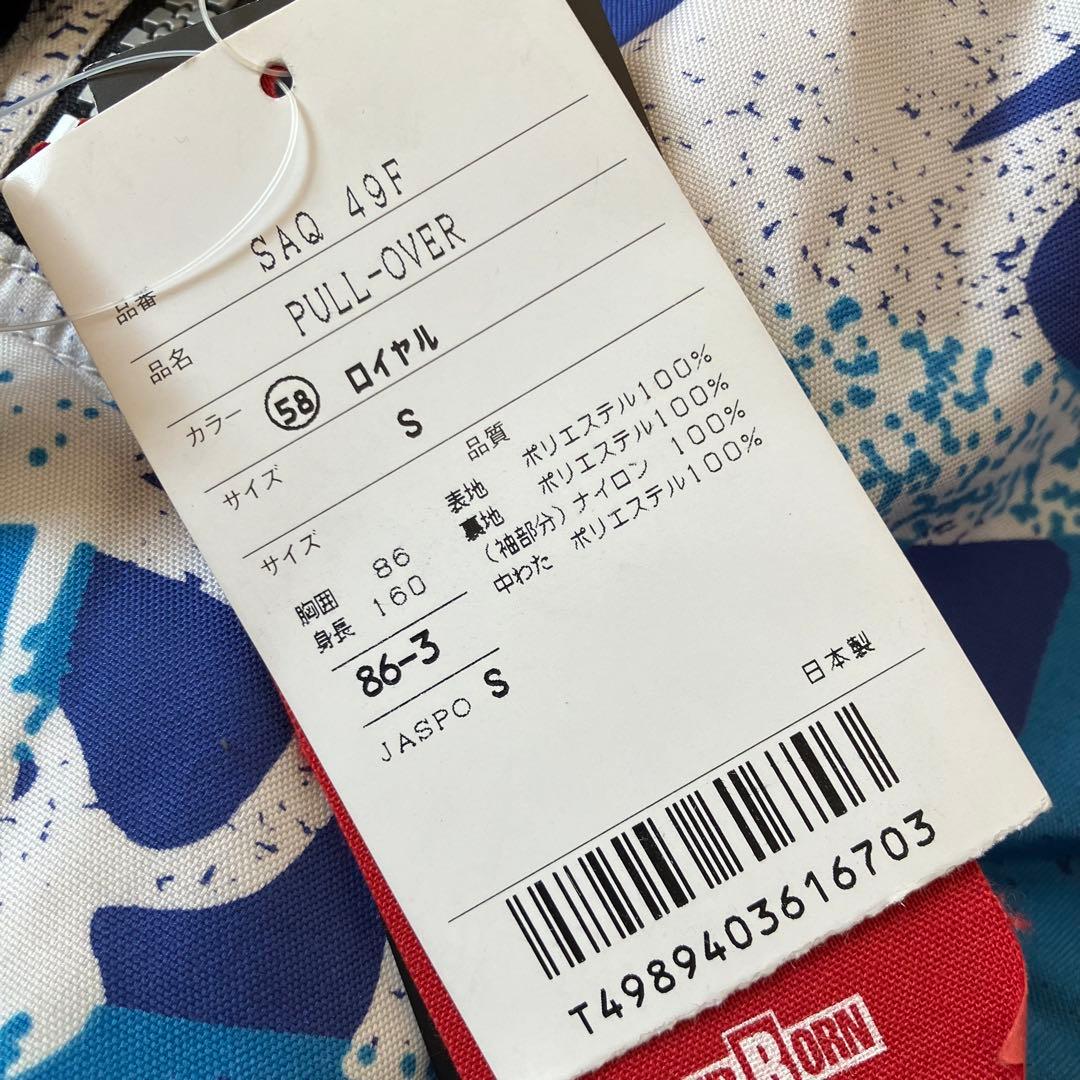 品番 SAQ 49F
品名 PULL-OVER
カラー 58 ロイヤル
サイズ S
サイズ
胸囲 86
身長 160
86-3
JASPO S
品質
表地 ポリエステル100%
裏地 ポリエステル100%
(袖部分)ナイロン 100%
中わた ポリエステル100%
日本製
T4989403616703
BORN